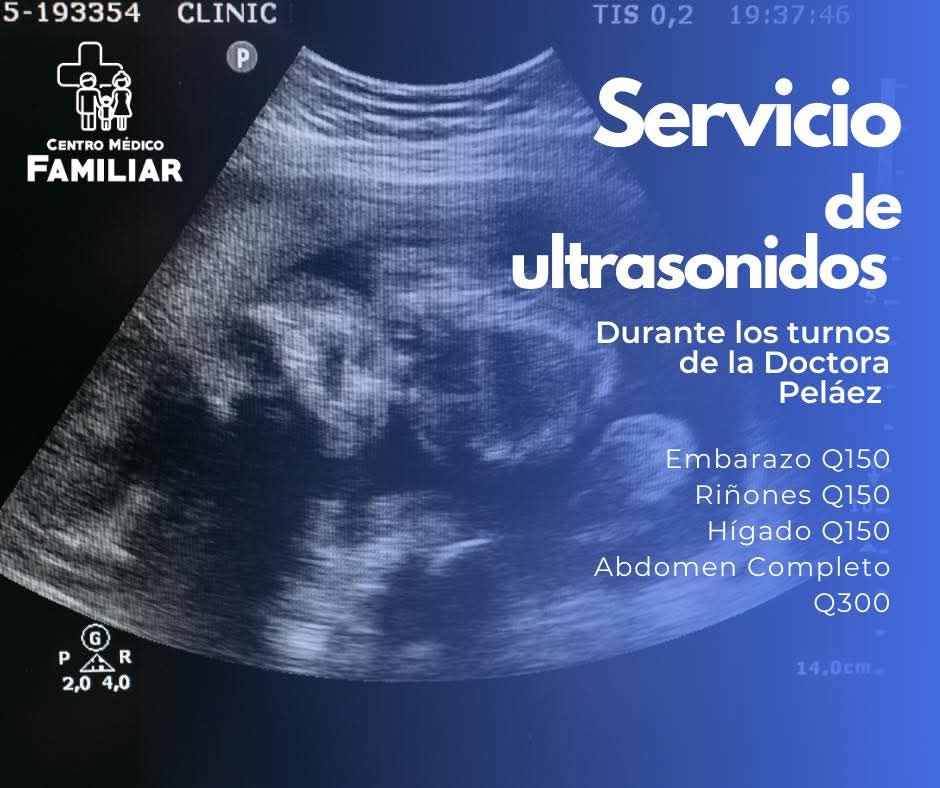 5-193354 CLINIC
TIS 0,2 19:37:46
P
CENTRO MÉDICO
FAMILIAR
Servicio
de
ultrasonidos
Durante los turnos
de la Doctora
Peláez
Embarazo Q150
Riñones Q150
Hígado Q150
Abdomen Completo
Q300
G
P R
2,0 4,0
14,0cm